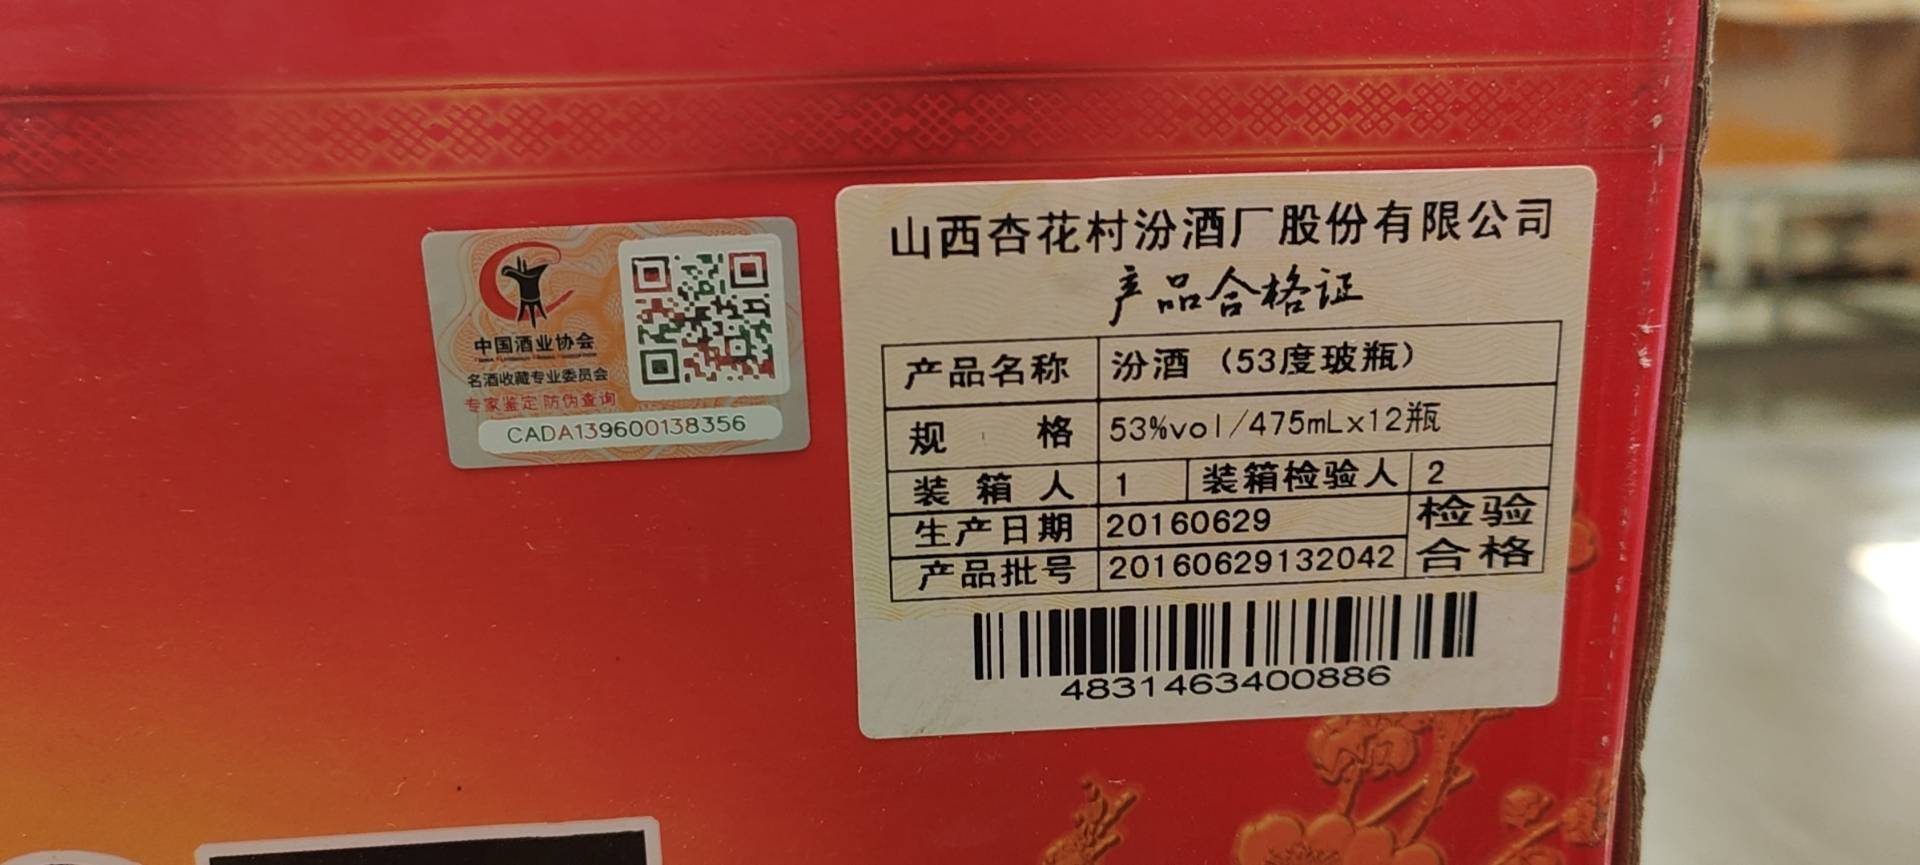 中国酒业协会
名酒收藏专业委员会
专家鉴定 防伪查询
CADA139600138356
山西杏花村汾酒厂股份有限公司
产品合格证
产品名称 汾酒（53度玻瓶）
规 格 53%vol/475mLx12瓶
装 箱 人 1 装箱检验人 2
生产日期 20160629
产品批号 20160629132042
检验
合格
4831463400886